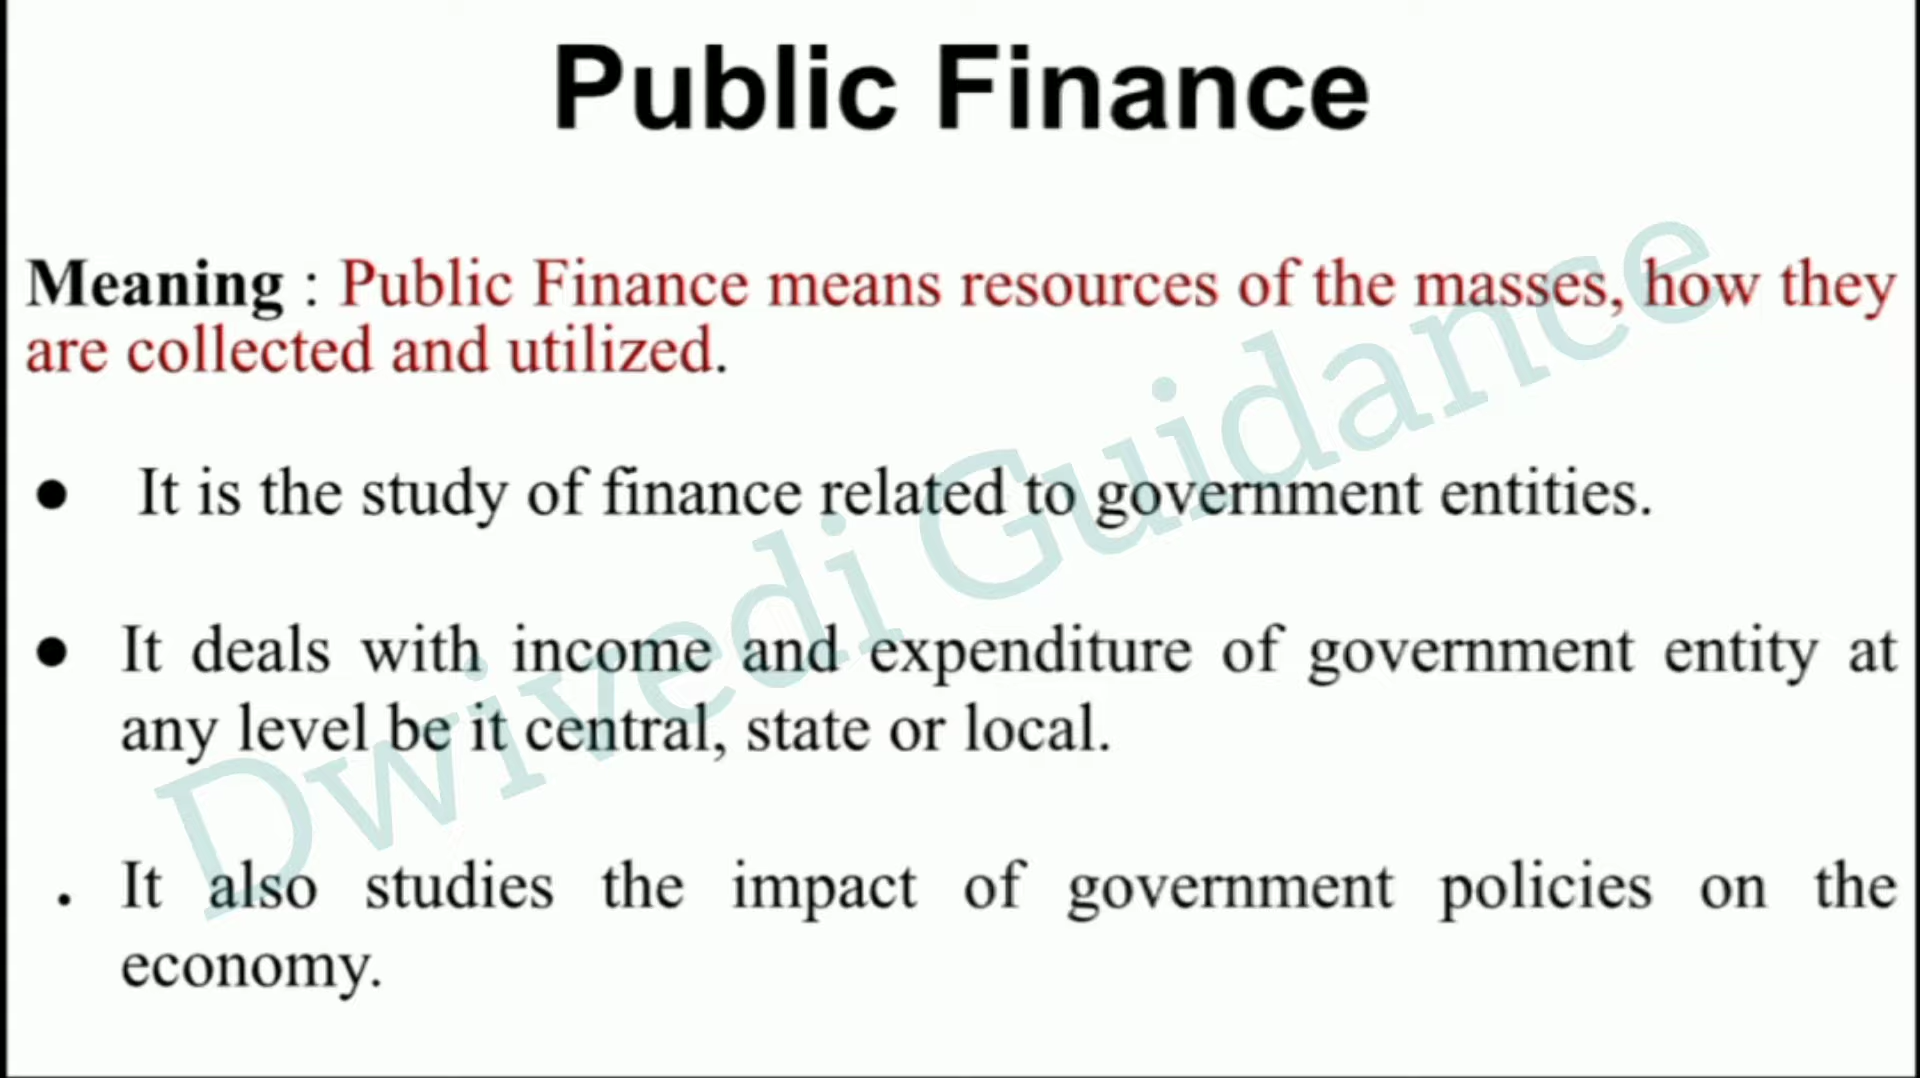 Public Finance
Meaning : Public Finance means resources of the masses, how they
are collected and utilized.
● It is the study of finance related to government entities.
● It deals with income and expenditure of government entity at
any level be it central, state or local.
. It also studies the impact of government policies on the
economy.
Dwivedi Guidance